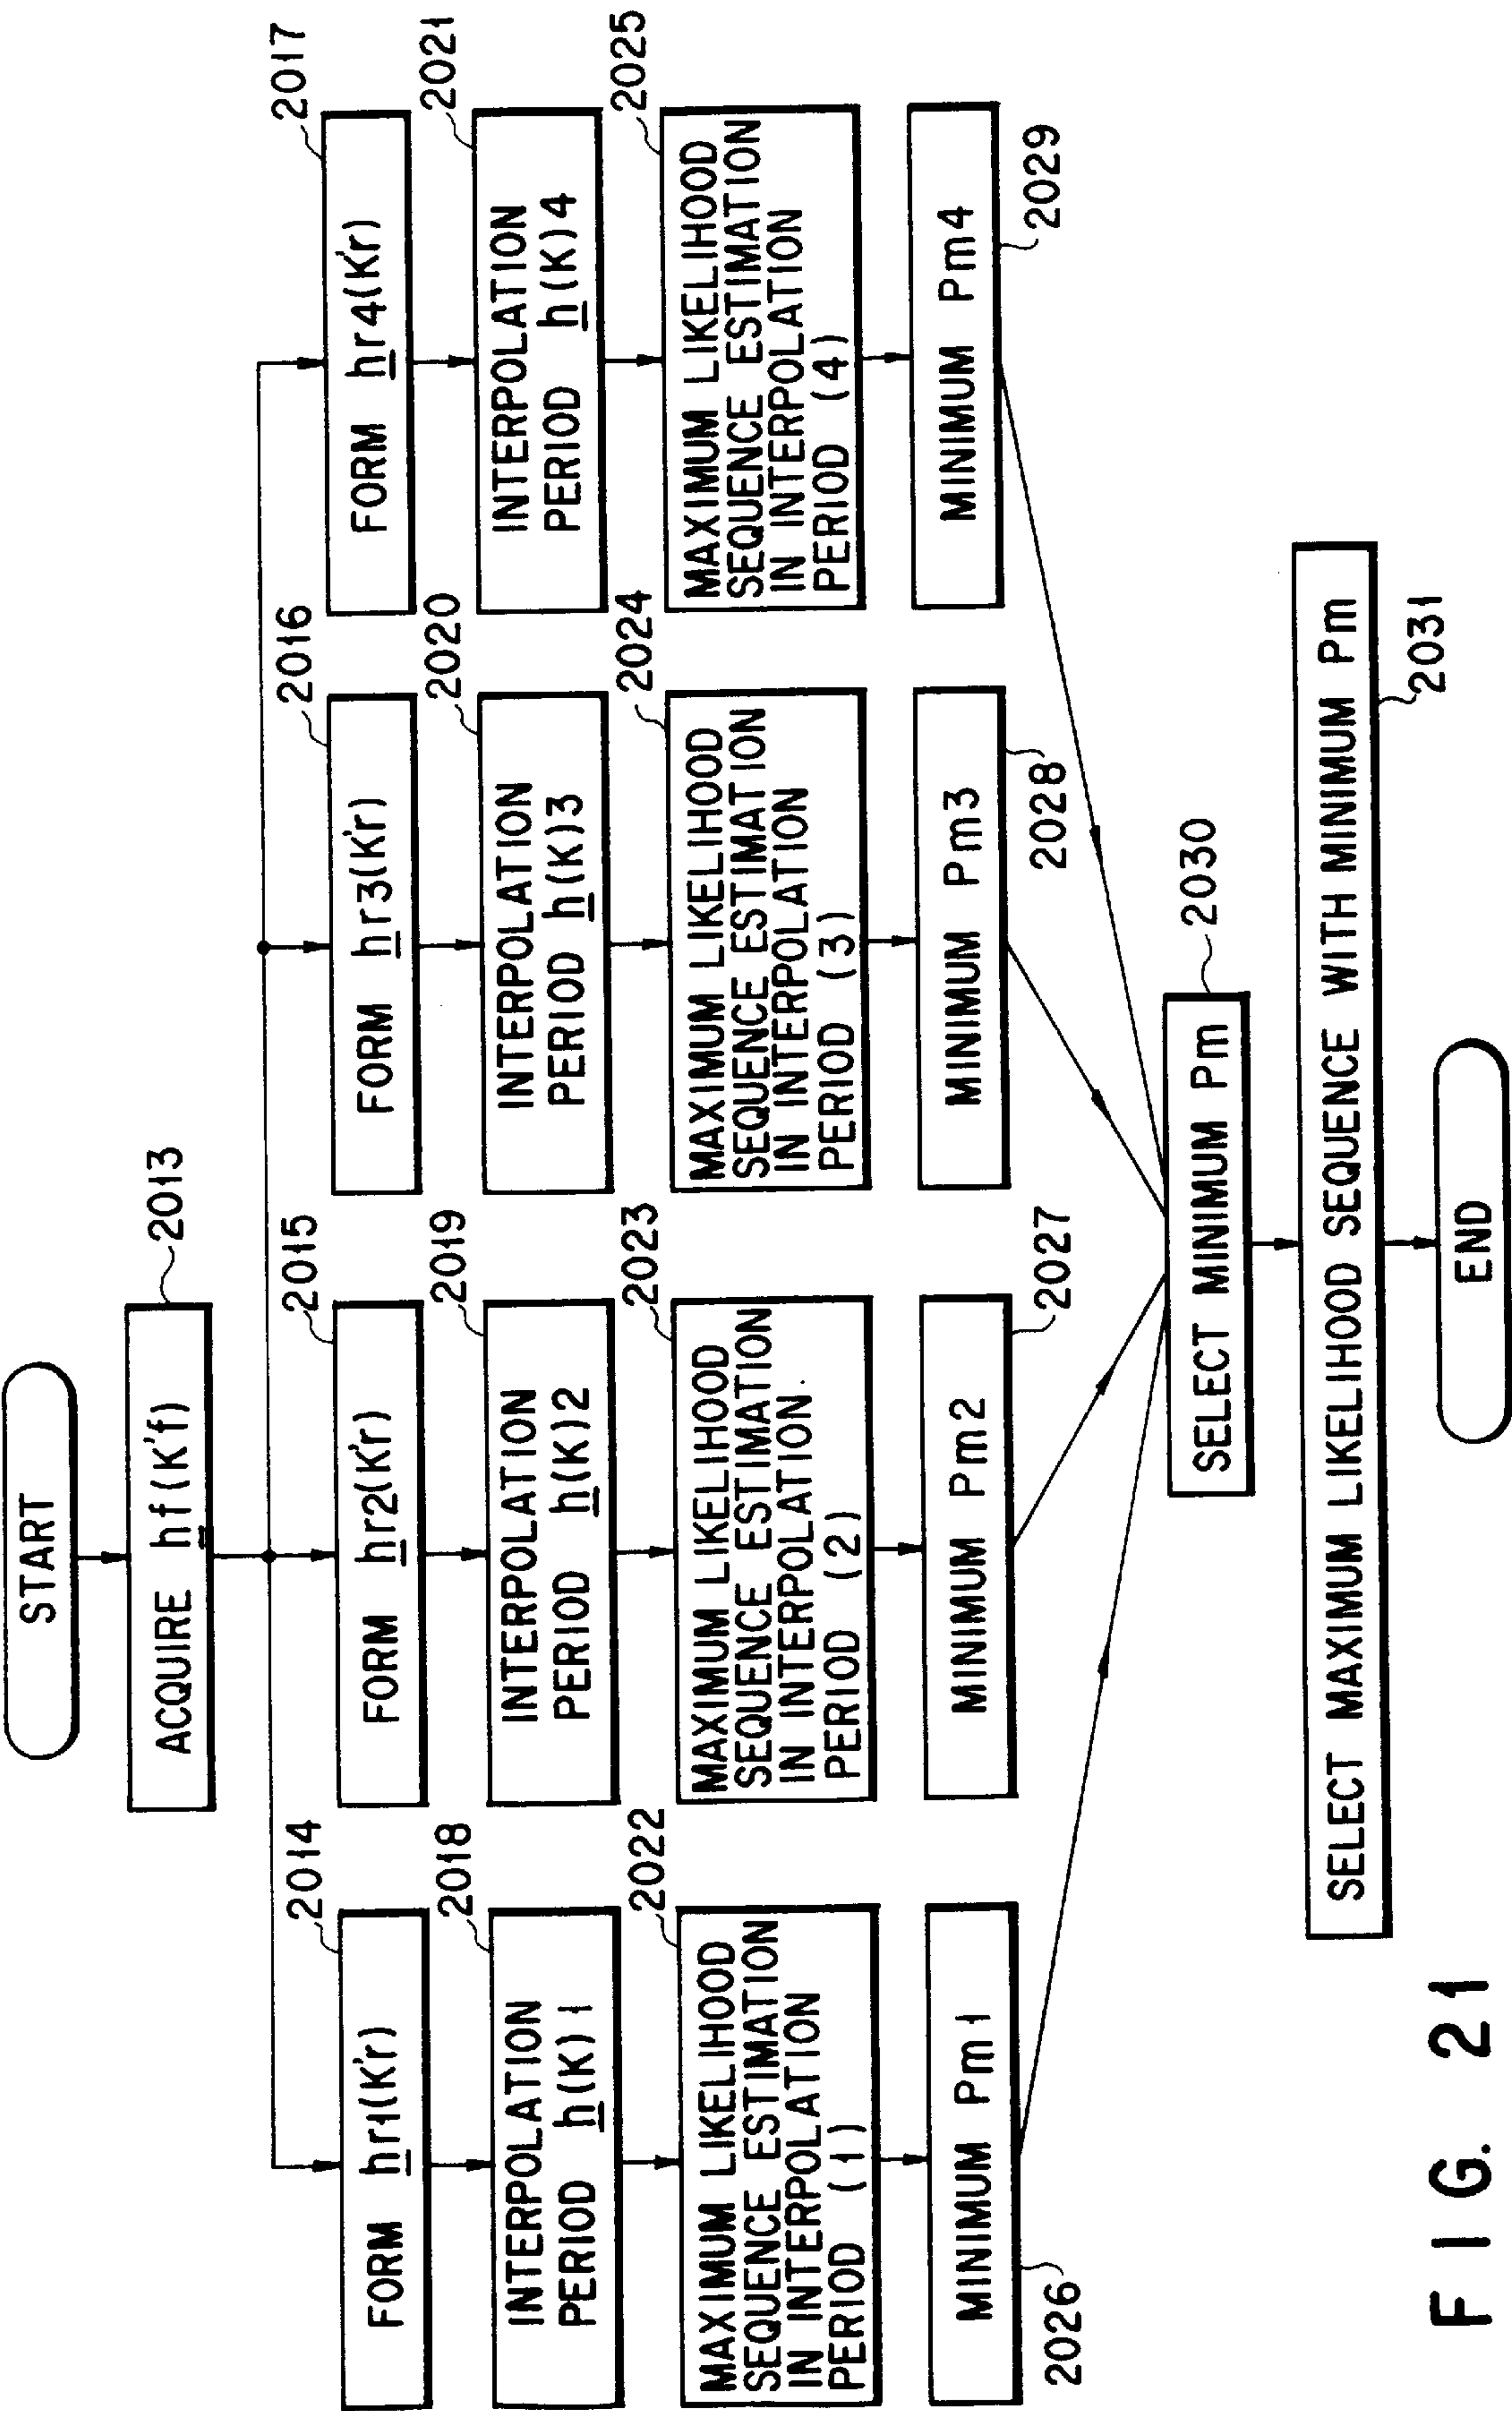 START
ACQUIRE hf(K'f)
2013
2014
FORM hr1(K'r)
2015
FORM hr2(K'r)
2016
FORM hr3(K'r)
2017
FORM hr4(K'r)
2018
INTERPOLATION
PERIOD h(K)1
2019
INTERPOLATION
PERIOD h(K)2
2020
INTERPOLATION
PERIOD h(K)3
2021
INTERPOLATION
PERIOD h(K)4
2022
MAXIMUM LIKELIHOOD
SEQUENCE ESTIMATION
IN INTERPOLATION
PERIOD (1)
2023
MAXIMUM LIKELIHOOD
SEQUENCE ESTIMATION
IN INTERPOLATION
PERIOD (2)
2024
MAXIMUM LIKELIHOOD
SEQUENCE ESTIMATION
IN INTERPOLATION
PERIOD (3)
2025
MAXIMUM LIKELIHOOD
SEQUENCE ESTIMATION
IN INTERPOLATION
PERIOD (4)
MINIMUM Pm1
2026
MINIMUM Pm2
2027
MINIMUM Pm3
2028
MINIMUM Pm4
2029
SELECT MINIMUM Pm
2030
SELECT MAXIMUM LIKELIHOOD SEQUENCE WITH MINIMUM Pm
2031
END
FIG. 21